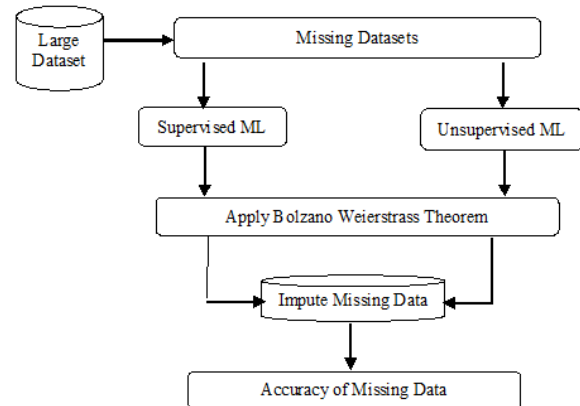 Large
Dataset
Missing Datasets
Supervised ML
Unsupervised ML
Apply Bolzano Weierstrass Theorem
Impute Missing Data
Accuracy of Missing Data